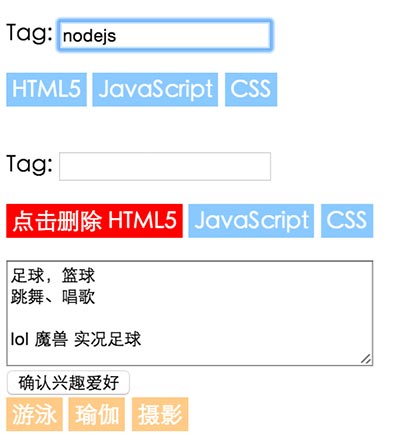 Tag: nodejs
HTML5 JavaScript CSS
Tag:
点击删除 HTML5 JavaScript CSS
足球，篮球
跳舞、唱歌
lol 魔兽 实况足球
确认兴趣爱好
游泳 瑜伽 摄影